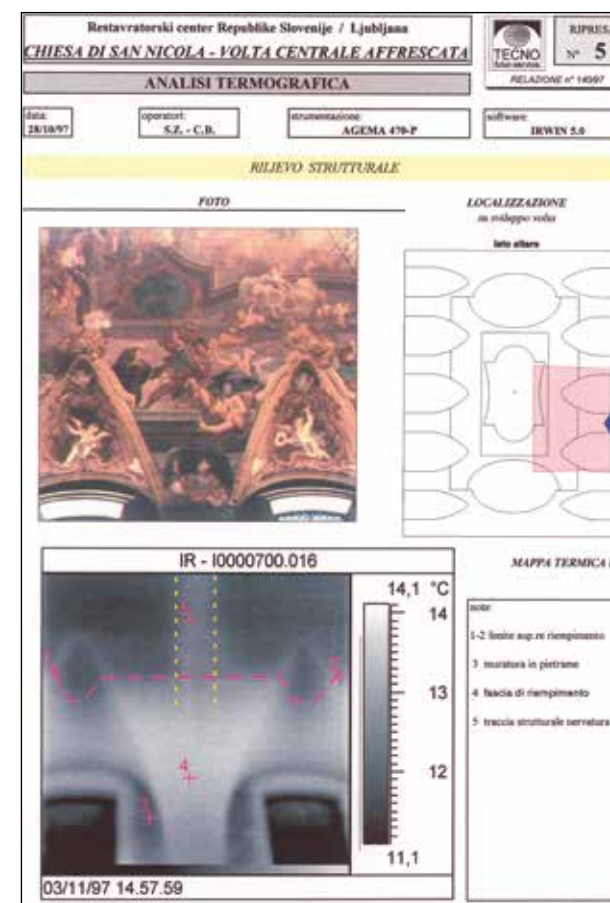 Restavratorski center Republike Slovenije / Ljubljana
CHIESA DI SAN NICOLA - VOLTA CENTRALE AFFRESCATA
ANALISI TERMOGRAFICA
TECNO
RIPRESA
N° 5
RELAZIONE n° 140/97
data:
28/10/97
operatori:
S.Z. - C.B.
strumentazione:
AGEMA 470-P
software:
IRWIN 5.0
RILIEVO STRUTTURALE
FOTO
LOCALIZZAZIONE
su sviluppo volta
lato altare
IR - I0000700.016
14,1 °C
14
13
12
11,1
5
4
03/11/97 14.57.59
MAPPA TERMICA
note:
1-2 limite sup.re riempimento
3 muratura in pietrame
4 fascia di riempimento
5 traccia strutturale nervatura